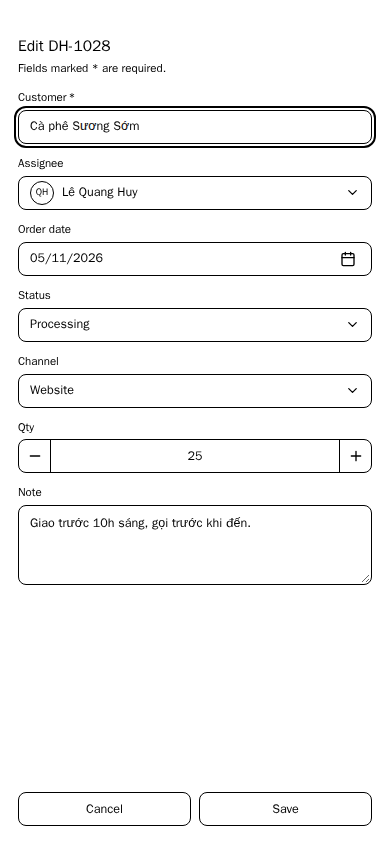 Edit DH-1028
Fields marked * are required.
Customer *
Cà phê Sương Sớm
Assignee
QH Lê Quang Huy
Order date
05/11/2026
Status
Processing
Channel
Website
Qty
25
Note
Giao trước 10h sáng, gọi trước khi đến.
Cancel Save